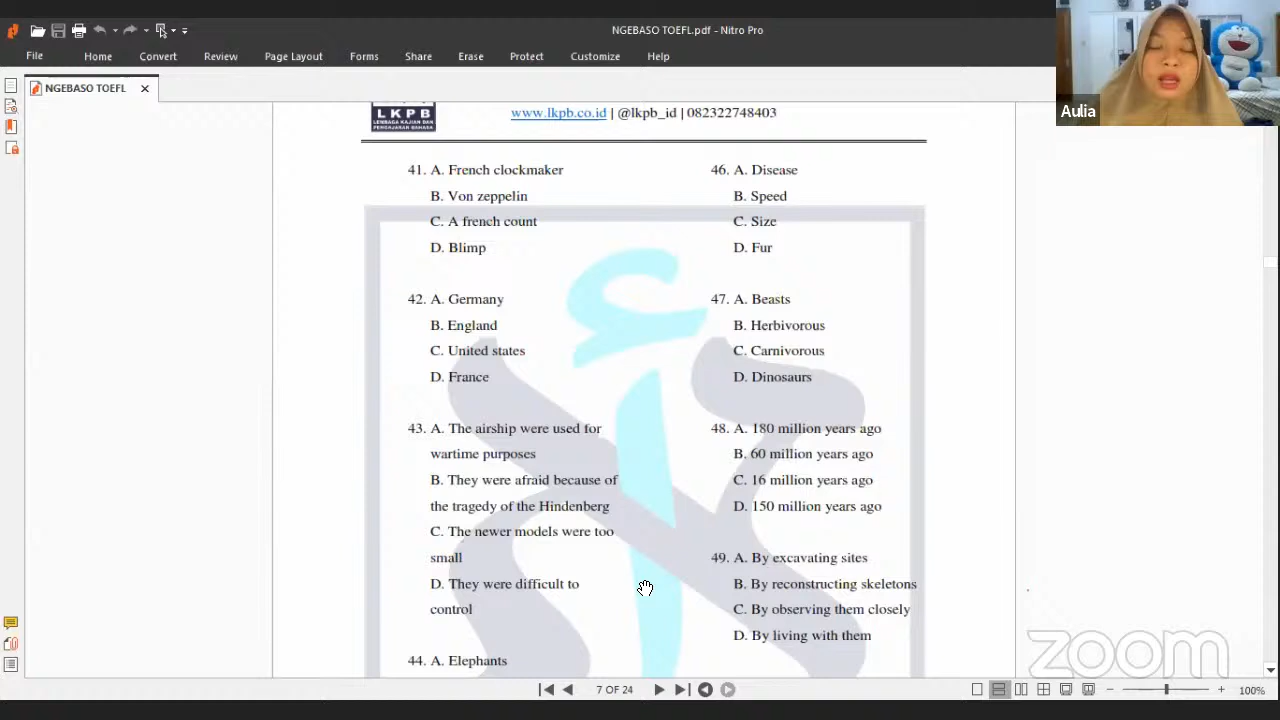 NGEBASO TOEFL.pdf - Nitro Pro
File Home Convert Review Page Layout Forms Share Erase Protect Customize Help
NGEBASO TOEFL
Aulia
LKPB
LEMBAGA KAJIAN DAN
PENGAJARAN BAHASA
www.lkpb.co.id | @lkpb_id | 082322748403
41. A. French clockmaker
B. Von zeppelin
C. A french count
D. Blimp
42. A. Germany
B. England
C. United states
D. France
43. A. The airship were used for
wartime purposes
B. They were afraid because of
the tragedy of the Hindenberg
C. The newer models were too
small
D. They were difficult to
control
44. A. Elephants
46. A. Disease
B. Speed
C. Size
D. Fur
47. A. Beasts
B. Herbivorous
C. Carnivorous
D. Dinosaurs
48. A. 180 million years ago
B. 60 million years ago
C. 16 million years ago
D. 150 million years ago
49. A. By excavating sites
B. By reconstructing skeletons
C. By observing them closely
D. By living with them
zoom
7 OF 24
100%